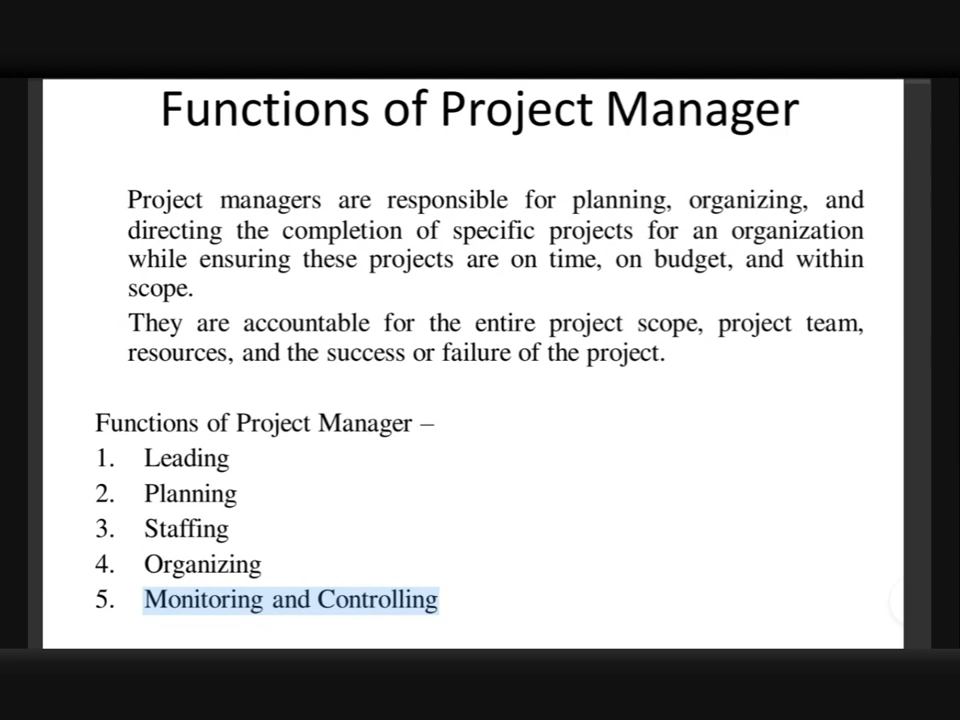 Functions of Project Manager
Project managers are responsible for planning, organizing, and
directing the completion of specific projects for an organization
while ensuring these projects are on time, on budget, and within
scope.
They are accountable for the entire project scope, project team,
resources, and the success or failure of the project.
Functions of Project Manager –
1. Leading
2. Planning
3. Staffing
4. Organizing
5. Monitoring and Controlling